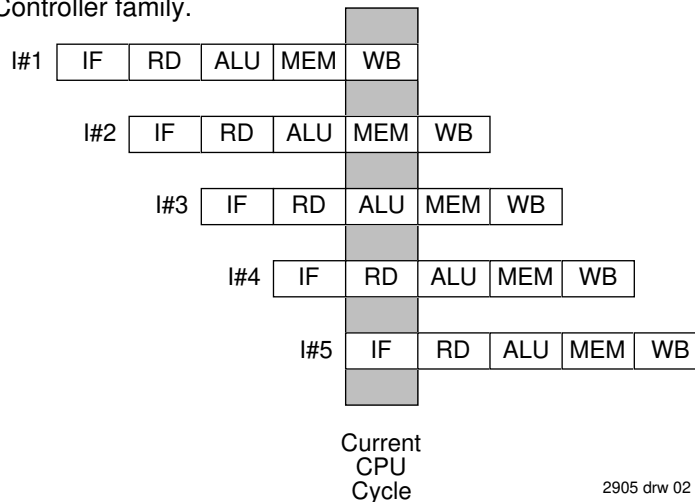 Controller family.
I#1 IF RD ALU MEM WB
I#2 IF RD ALU MEM WB
I#3 IF RD ALU MEM WB
I#4 IF RD ALU MEM WB
I#5 IF RD ALU MEM WB
Current
CPU
Cycle
2905 drw 02